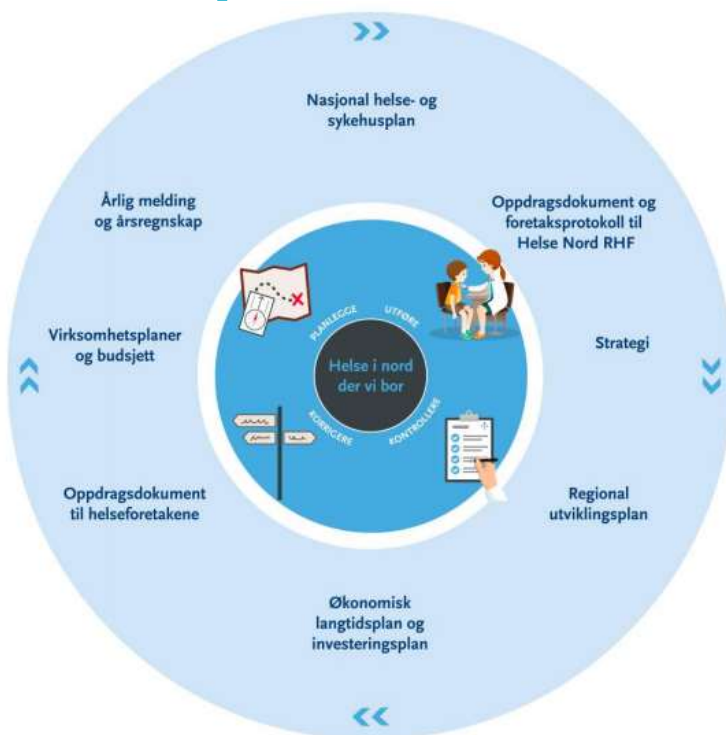 Nasjonal helse- og
sykehusplan
Oppdragsdokument og
foretaksprotokoll til
Helse Nord RHF
Strategi
Regional
utviklingsplan
Økonomisk
langtidsplan og
investeringsplan
Oppdragsdokument
til helseforetakene
Virksomhetsplaner
og budsjett
Årlig melding
og årsregnskap
PLANLEGGE
UTFØRE
KONTROLLERE
KORRIGERE
Helse i nord
der vi bor